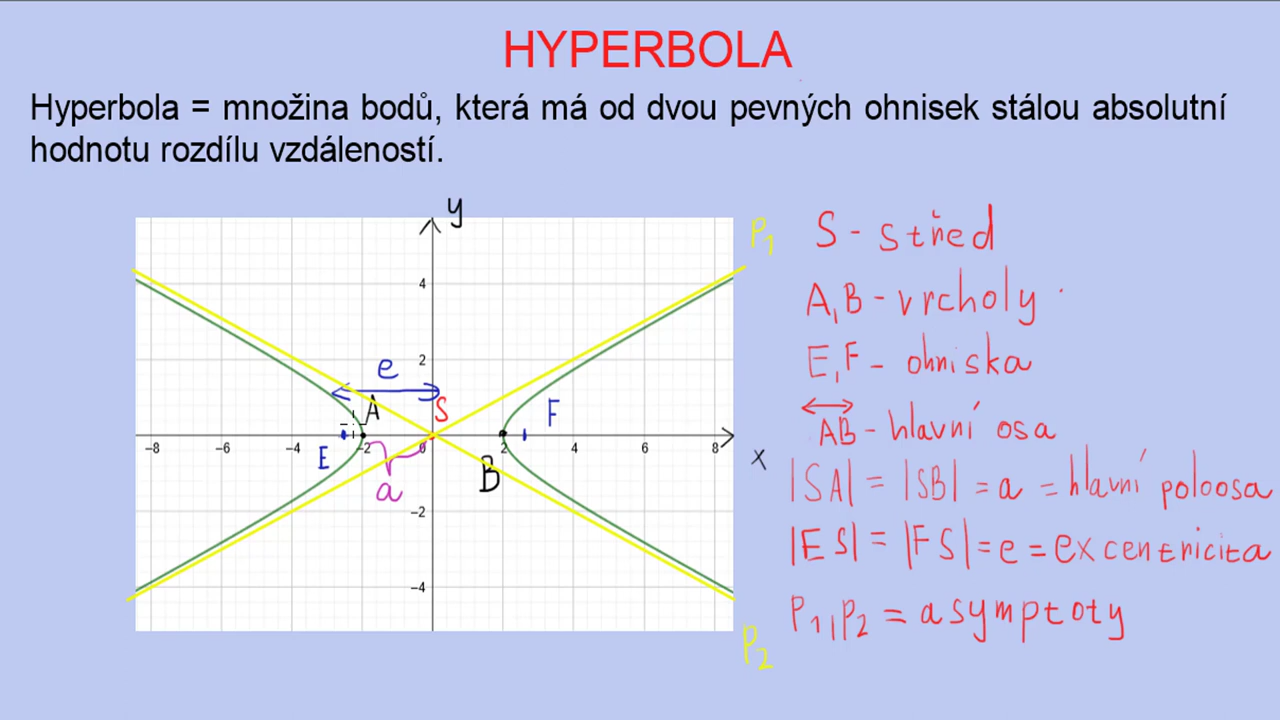 HYPERBOLA
Hyperbola = množina bodů, která má od dvou pevných ohnisek stálou absolutní
hodnotu rozdílu vzdáleností.
y
P1
S - střed
4
A,B - vrcholy
2
e
E,F - ohniska
A
S
F
AB - hlavní osa
−8 −6 −4 −2 0 2 4 6 8
E
x
B
a
|SA| = |SB| = a = hlavní poloosa
−2
|ES| = |FS| = e = excentricita
−4
P1,P2 = asymptoty
P2